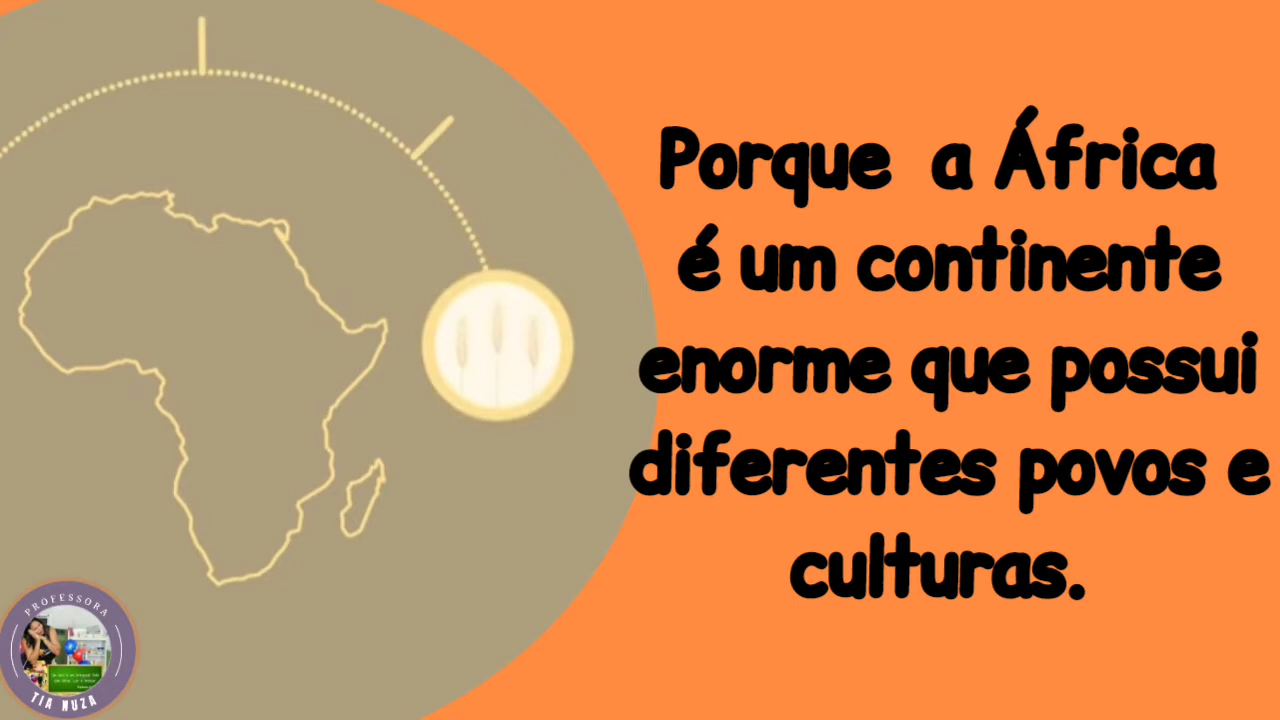 Porque a África
é um continente
enorme que possui
diferentes povos e
culturas.
PROFESSORA
TIA NUZA